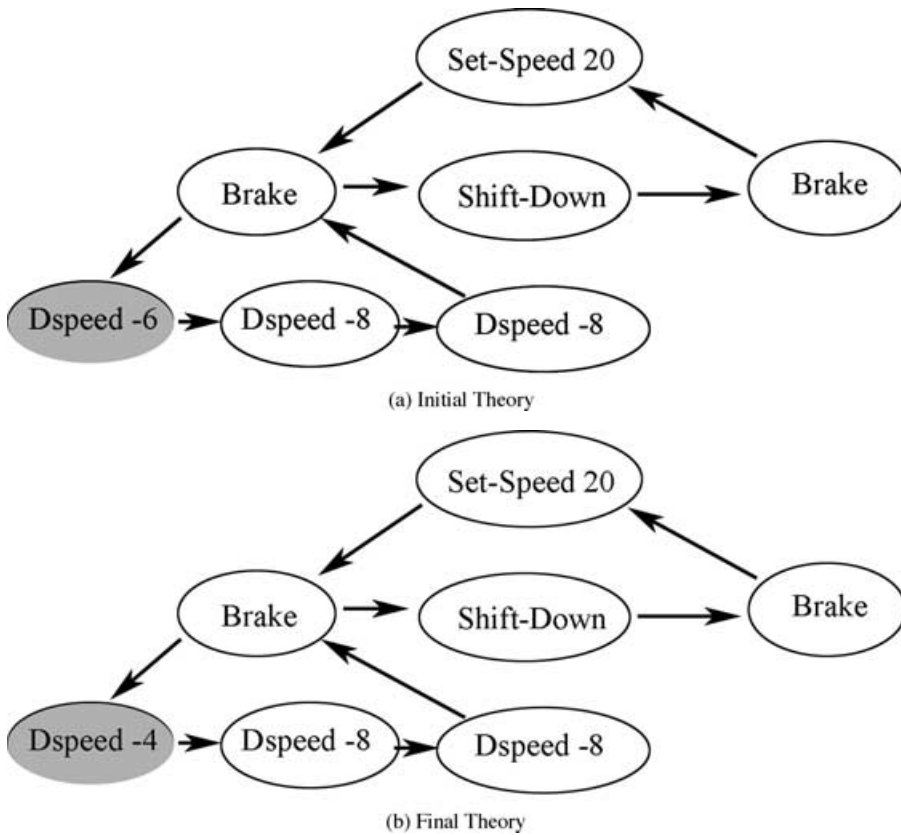 Set-Speed 20
Brake
Shift-Down
Brake
Dspeed -6
Dspeed -8
Dspeed -8
(a) Initial Theory
Set-Speed 20
Brake
Shift-Down
Brake
Dspeed -4
Dspeed -8
Dspeed -8
(b) Final Theory